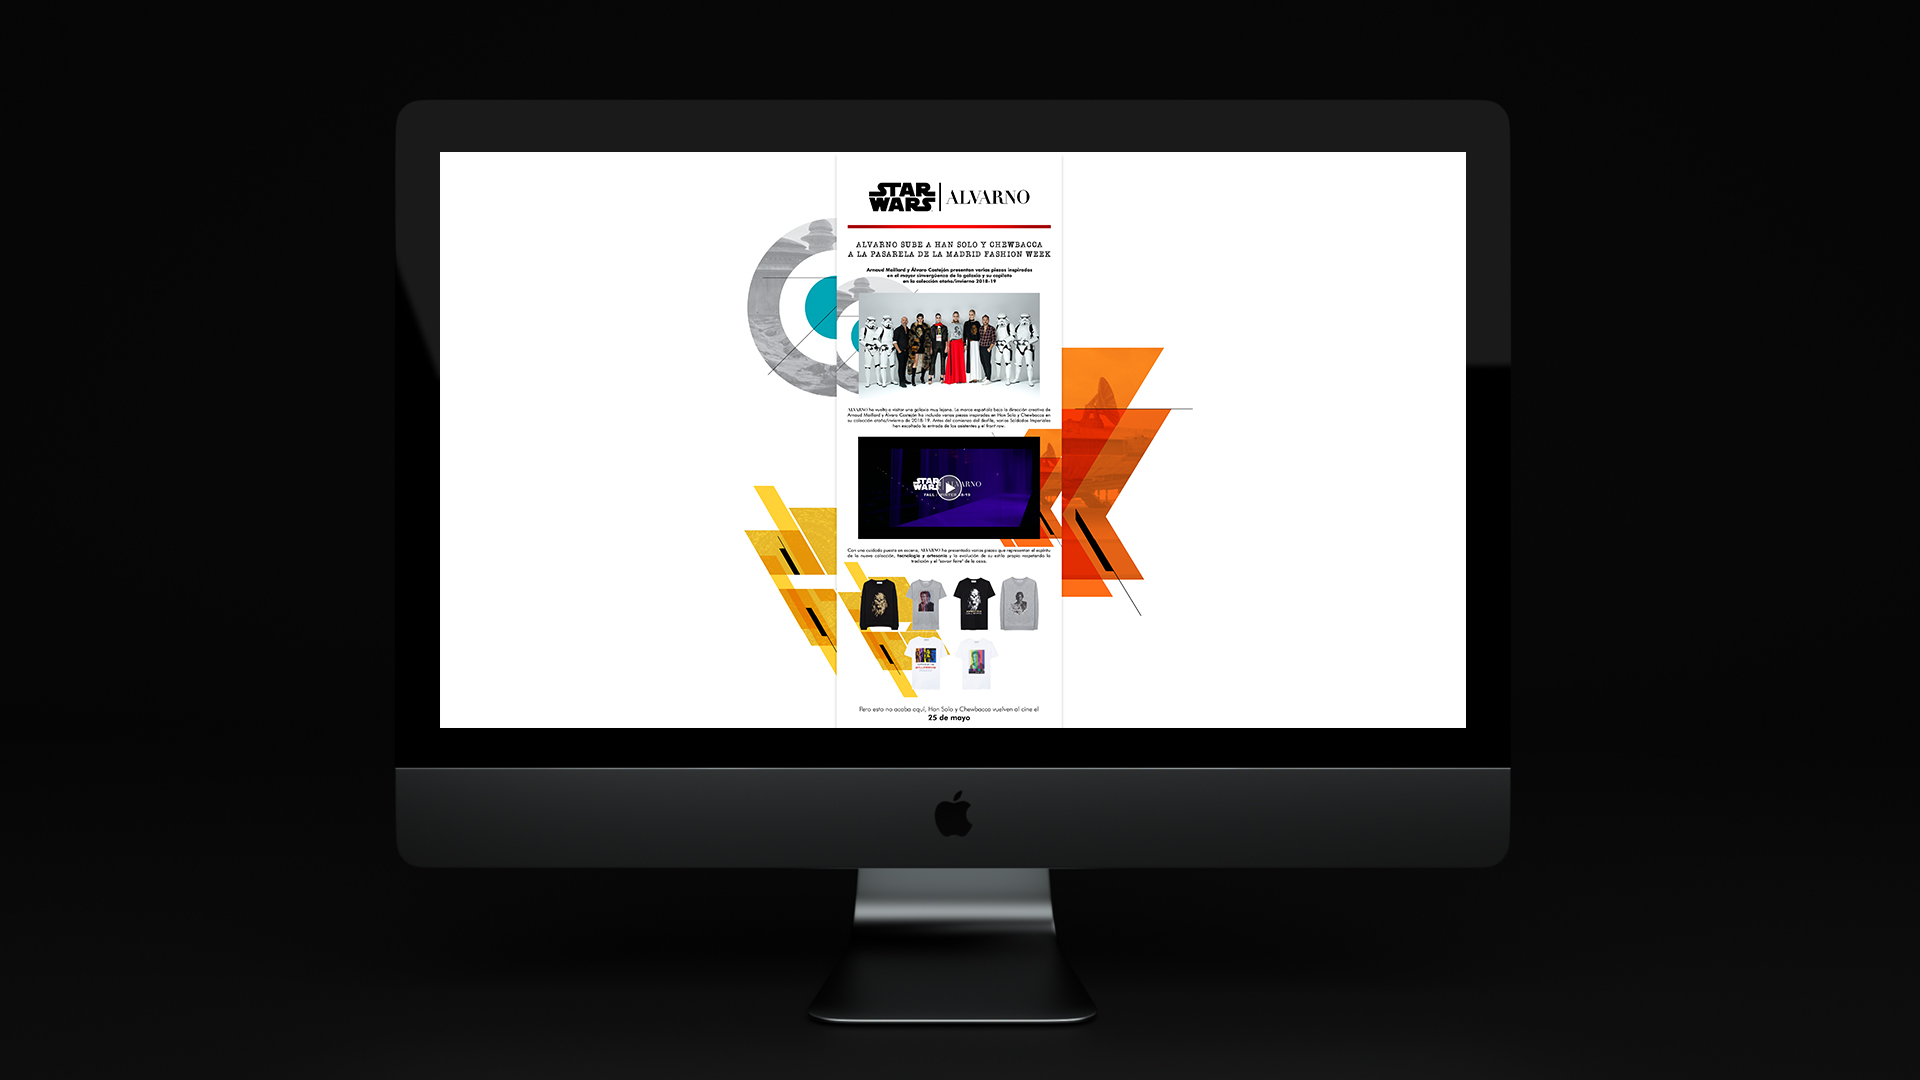 STAR WARS | ALVARNO
ALVARNO SUBE A HAN SOLO Y CHEWBACCA
A LA PASARELA DE LA MADRID FASHION WEEK
Arnaud Maillard y Álvaro Castejón presentan varias piezas inspiradas
en el mayor sinvergüenza de la galaxia y su copiloto
en la colección otoño/invierno 2018-19
ALVARNO ha vuelto a visitar una galaxia muy lejana. La marca española bajo la dirección creativa de
Arnaud Maillard y Álvaro Castejón ha incluido varias piezas inspiradas en Han Solo y Chewbacca en
su colección otoño/invierno de 2018-19. Antes del comienzo del desfile, varios Soldados Imperiales
han escoltado la entrada de los asistentes y el front row.
STAR WARS ALVARNO
FALL
Con una cuidada puesta en escena, ALVARNO ha presentado varias piezas que representan el espíritu
de la nueva colección, tecnología y artesanía y la evolución de su estilo propio respetando la
tradición y el "savoir faire" de la casa.
Pero esto no acaba aquí, Han Solo y Chewbacca vuelven al cine el
25 de mayo